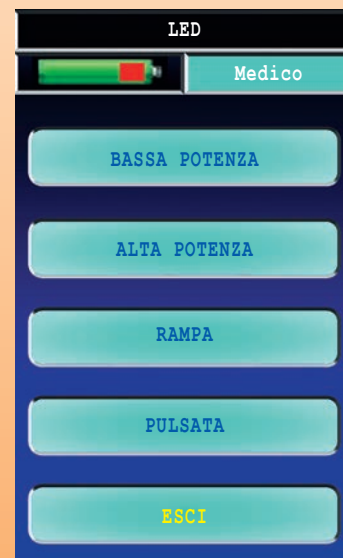 LED
Medico
BASSA POTENZA
ALTA POTENZA
RAMPA
PULSATA
ESCI